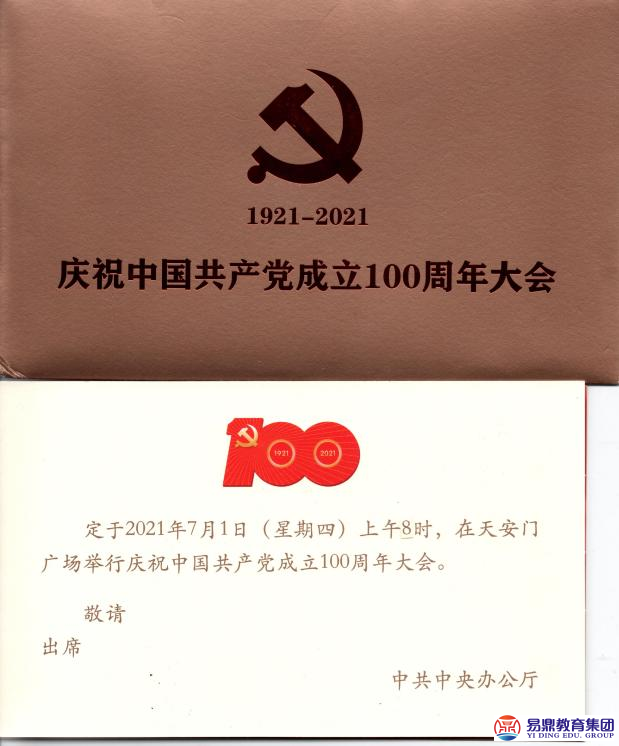 1921-2021
庆祝中国共产党成立100周年大会
100
1921
2021
定于2021年7月1日（星期四）上午8时，在天安门
广场举行庆祝中国共产党成立100周年大会。
敬请
出席
中共中央办公厅
易鼎教育集团
YI DING EDU. GROUP